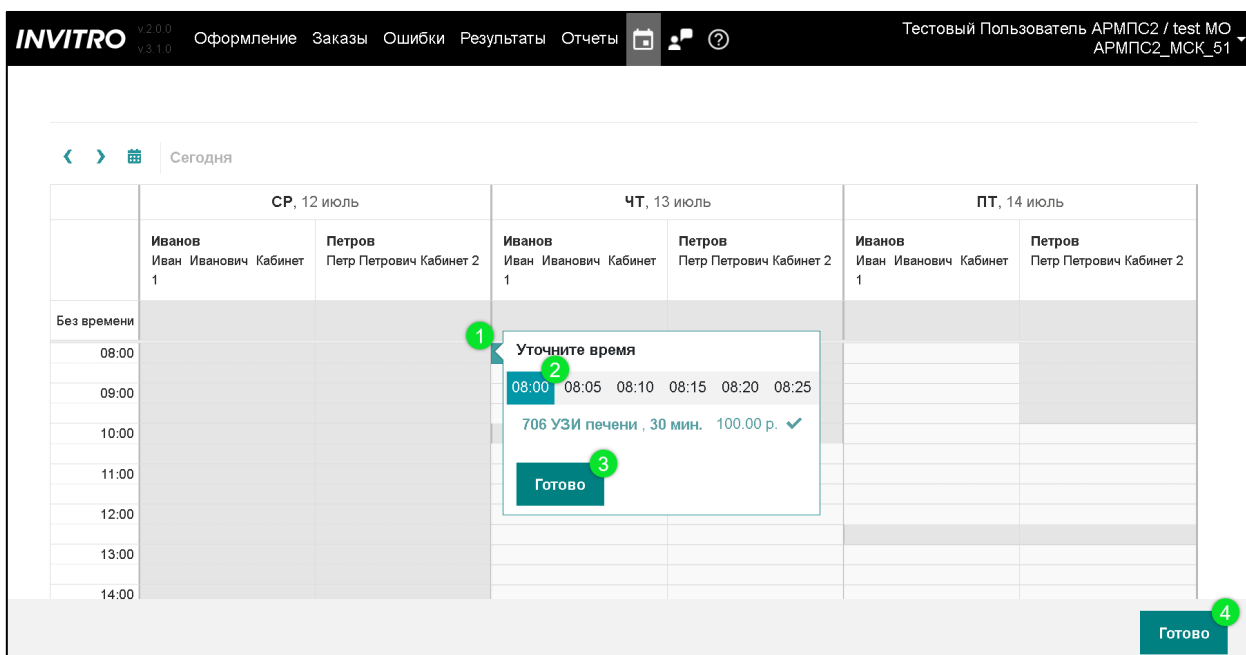 INVITRO v.2.0.0 v.3.1.0 Оформление Заказы Ошибки Результаты Отчеты Тестовый Пользователь АРМПС2 / test МО
АРМПС2_МСК_51
Сегодня
СР, 12 июль ЧТ, 13 июль ПТ, 14 июль
Иванов Петров Иванов Петров Иванов Петров
Иван Иванович Кабинет Петр Петрович Кабинет 2 Иван Иванович Кабинет Петр Петрович Кабинет 2 Иван Иванович Кабинет Петр Петрович Кабинет 2
1 1 1
Без времени
1
08:00 Уточните время
2
09:00 08:00 08:05 08:10 08:15 08:20 08:25
10:00 706 УЗИ печени , 30 мин. 100.00 р.
3
11:00 Готово
12:00
13:00
14:00
4
Готово